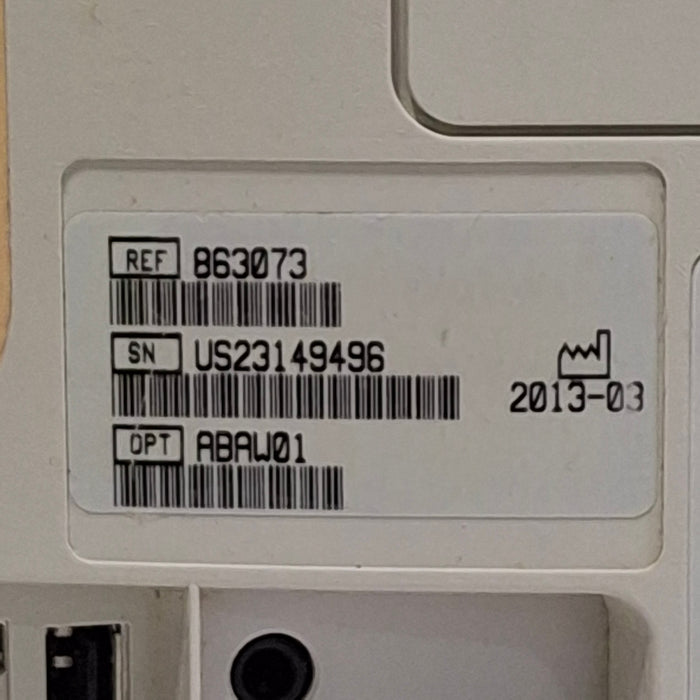 REF 863073
SN US23149496
2013-03
OPT ABAW01